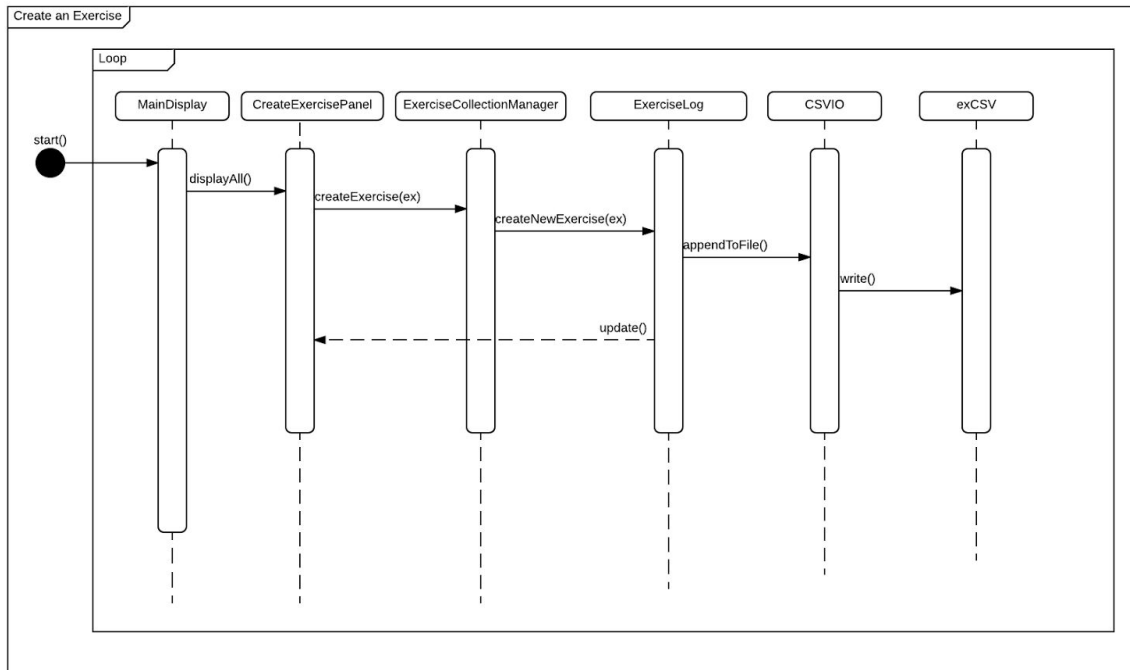 Create an Exercise
Loop
MainDisplay
CreateExercisePanel
ExerciseCollectionManager
ExerciseLog
CSVIO
exCSV
start()
displayAll()
createExercise(ex)
createNewExercise(ex)
appendToFile()
write()
update()